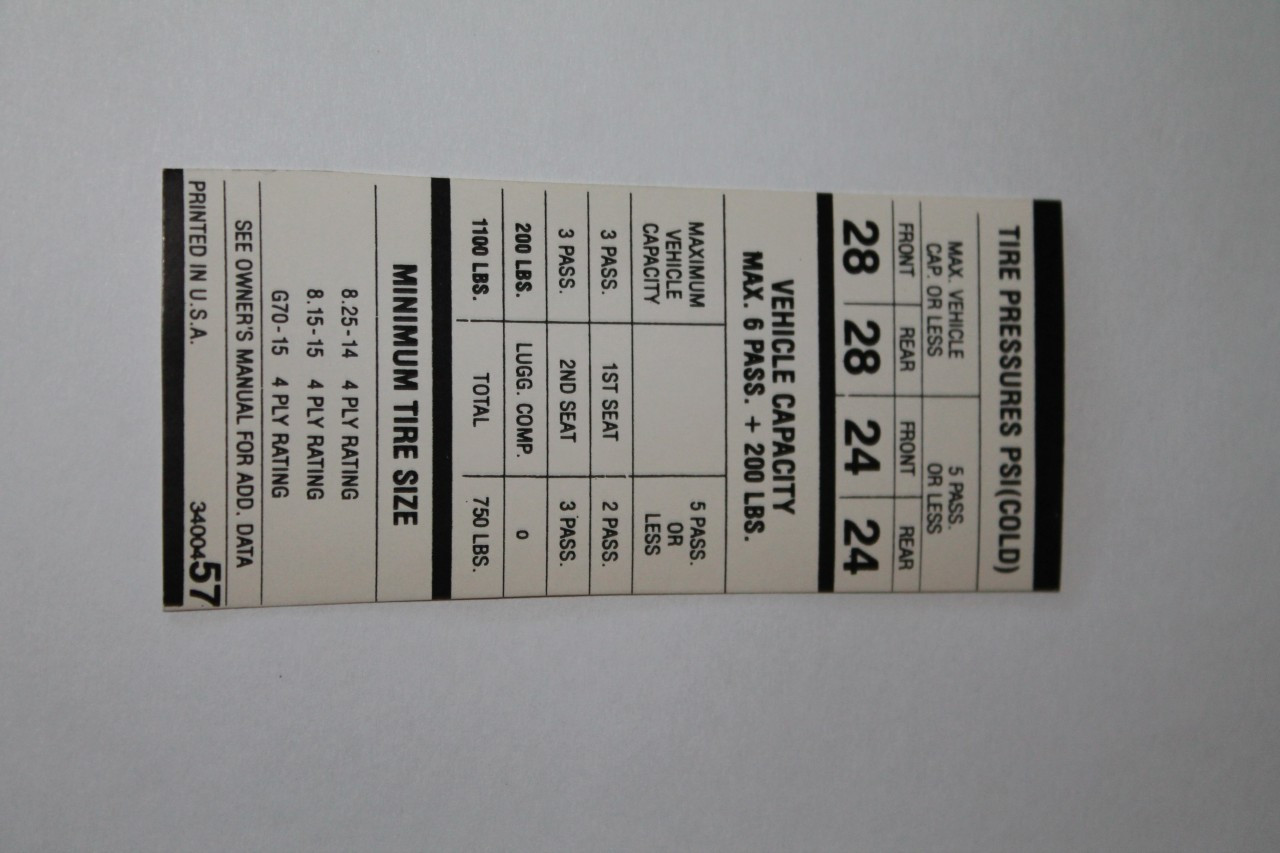 TIRE PRESSURES PSI(COLD)
MAX. VEHICLE CAP. OR LESS 5 PASS. OR LESS
FRONT REAR FRONT REAR
28 28 24 24
VEHICLE CAPACITY
MAX. 6 PASS. + 200 LBS.
MAXIMUM VEHICLE CAPACITY 5 PASS. OR LESS
3 PASS. 1ST SEAT 2 PASS.
3 PASS. 2ND SEAT 3 PASS.
200 LBS. LUGG. COMP. 0
1100 LBS. TOTAL 750 LBS.
MINIMUM TIRE SIZE
8.25-14 4 PLY RATING
8.15-15 4 PLY RATING
G70-15 4 PLY RATING
SEE OWNER'S MANUAL FOR ADD. DATA
PRINTED IN U.S.A. 3400457